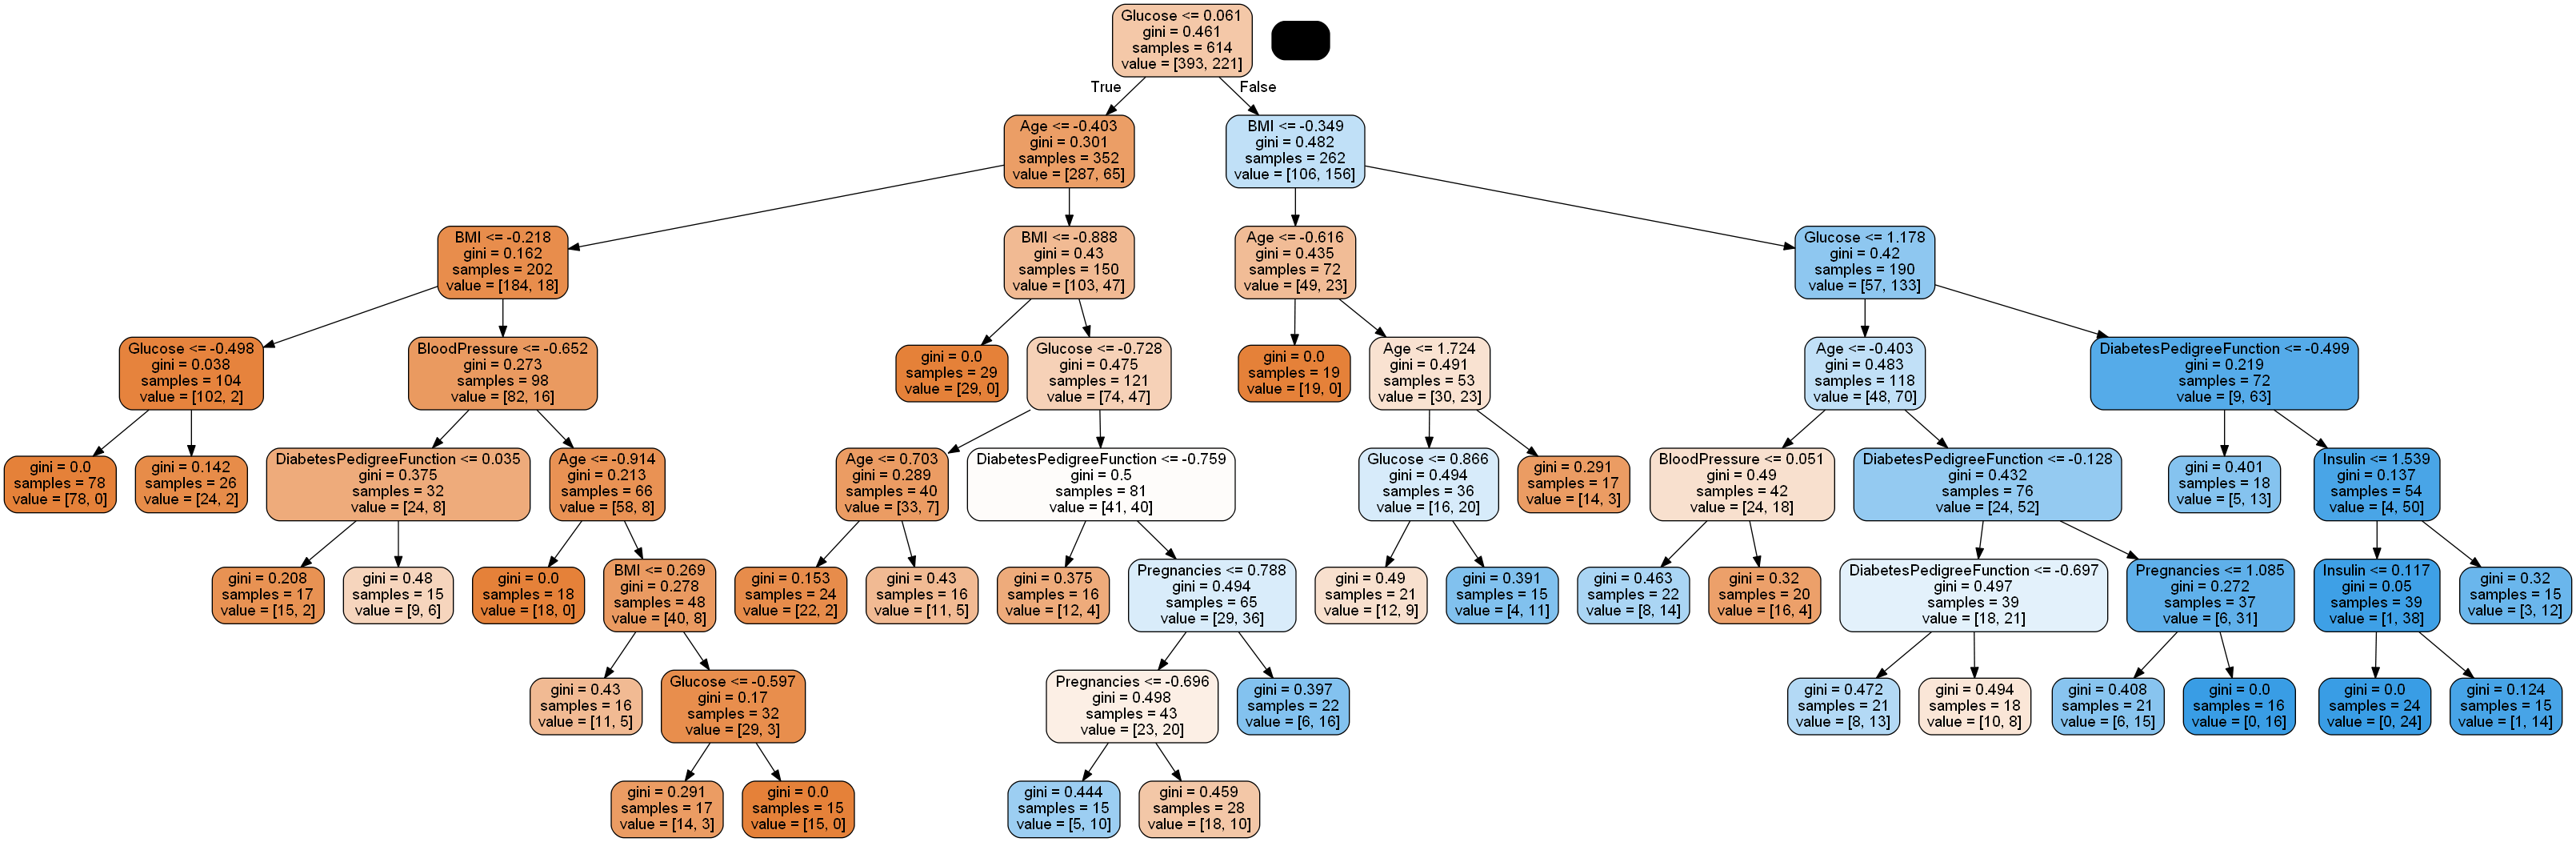 Glucose <= 0.061
gini = 0.461
samples = 614
value = [393, 221]
True
False
Age <= -0.403
gini = 0.301
samples = 352
value = [287, 65]
BMI <= -0.349
gini = 0.482
samples = 262
value = [106, 156]
BMI <= -0.218
gini = 0.162
samples = 202
value = [184, 18]
BMI <= -0.888
gini = 0.43
samples = 150
value = [103, 47]
Age <= -0.616
gini = 0.435
samples = 72
value = [49, 23]
Glucose <= 1.178
gini = 0.42
samples = 190
value = [57, 133]
Glucose <= -0.498
gini = 0.038
samples = 104
value = [102, 2]
BloodPressure <= -0.652
gini = 0.273
samples = 98
value = [82, 16]
gini = 0.0
samples = 29
value = [29, 0]
Glucose <= -0.728
gini = 0.475
samples = 121
value = [74, 47]
gini = 0.0
samples = 19
value = [19, 0]
Age <= 1.724
gini = 0.491
samples = 53
value = [30, 23]
Age <= -0.403
gini = 0.483
samples = 118
value = [48, 70]
DiabetesPedigreeFunction <= -0.499
gini = 0.219
samples = 72
value = [9, 63]
gini = 0.0
samples = 78
value = [78, 0]
gini = 0.142
samples = 26
value = [24, 2]
DiabetesPedigreeFunction <= 0.035
gini = 0.375
samples = 32
value = [24, 8]
Age <= -0.914
gini = 0.213
samples = 66
value = [58, 8]
Age <= 0.703
gini = 0.289
samples = 40
value = [33, 7]
DiabetesPedigreeFunction <= -0.759
gini = 0.5
samples = 81
value = [41, 40]
Glucose <= 0.866
gini = 0.494
samples = 36
value = [16, 20]
gini = 0.291
samples = 17
value = [14, 3]
BloodPressure <= 0.051
gini = 0.49
samples = 42
value = [24, 18]
DiabetesPedigreeFunction <= -0.128
gini = 0.432
samples = 76
value = [24, 52]
gini = 0.401
samples = 18
value = [5, 13]
Insulin <= 1.539
gini = 0.137
samples = 54
value = [4, 50]
gini = 0.208
samples = 17
value = [15, 2]
gini = 0.48
samples = 15
value = [9, 6]
gini = 0.0
samples = 18
value = [18, 0]
BMI <= 0.269
gini = 0.278
samples = 48
value = [40, 8]
gini = 0.153
samples = 24
value = [22, 2]
gini = 0.43
samples = 16
value = [11, 5]
gini = 0.375
samples = 16
value = [12, 4]
Pregnancies <= 0.788
gini = 0.494
samples = 65
value = [29, 36]
gini = 0.49
samples = 21
value = [12, 9]
gini = 0.391
samples = 15
value = [4, 11]
gini = 0.463
samples = 22
value = [8, 14]
gini = 0.32
samples = 20
value = [16, 4]
DiabetesPedigreeFunction <= -0.697
gini = 0.497
samples = 39
value = [18, 21]
Pregnancies <= 1.085
gini = 0.272
samples = 37
value = [6, 31]
Insulin <= 0.117
gini = 0.05
samples = 39
value = [1, 38]
gini = 0.32
samples = 15
value = [3, 12]
gini = 0.43
samples = 16
value = [11, 5]
Glucose <= -0.597
gini = 0.17
samples = 32
value = [29, 3]
Pregnancies <= -0.696
gini = 0.498
samples = 43
value = [23, 20]
gini = 0.397
samples = 22
value = [6, 16]
gini = 0.472
samples = 21
value = [8, 13]
gini = 0.494
samples = 18
value = [10, 8]
gini = 0.408
samples = 21
value = [6, 15]
gini = 0.0
samples = 16
value = [0, 16]
gini = 0.0
samples = 24
value = [0, 24]
gini = 0.124
samples = 15
value = [1, 14]
gini = 0.291
samples = 17
value = [14, 3]
gini = 0.0
samples = 15
value = [15, 0]
gini = 0.444
samples = 15
value = [5, 10]
gini = 0.459
samples = 28
value = [18, 10]